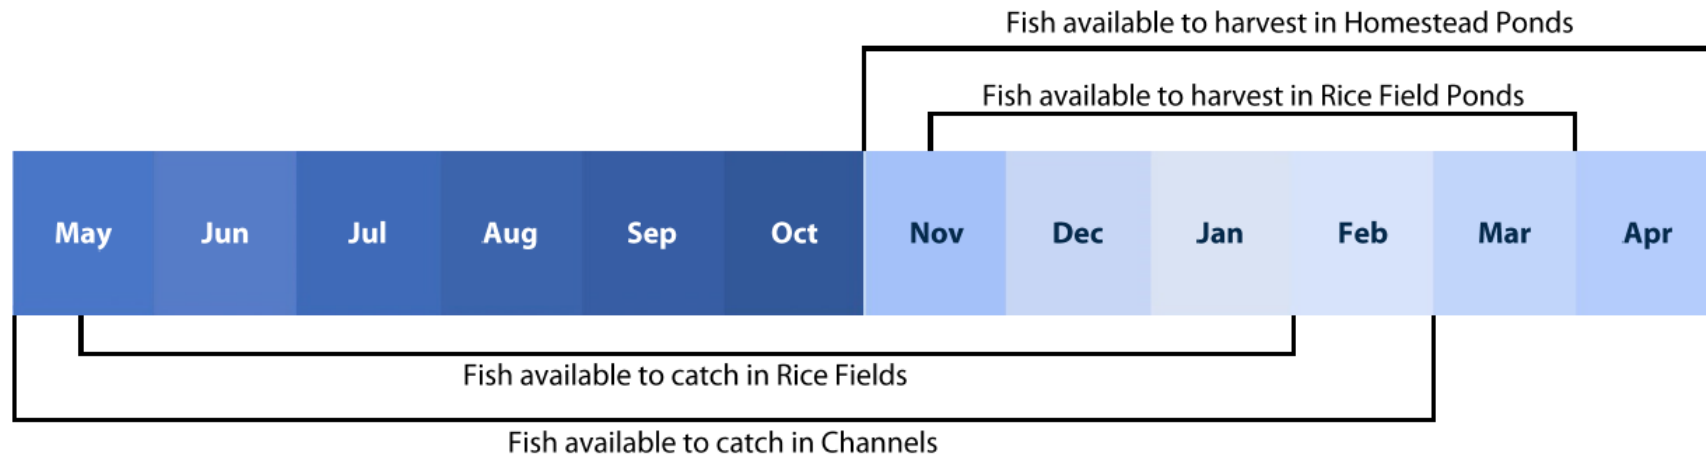 Fish available to harvest in Homestead Ponds
Fish available to harvest in Rice Field Ponds
May Jun Jul Aug Sep Oct Nov Dec Jan Feb Mar Apr
Fish available to catch in Rice Fields
Fish available to catch in Channels